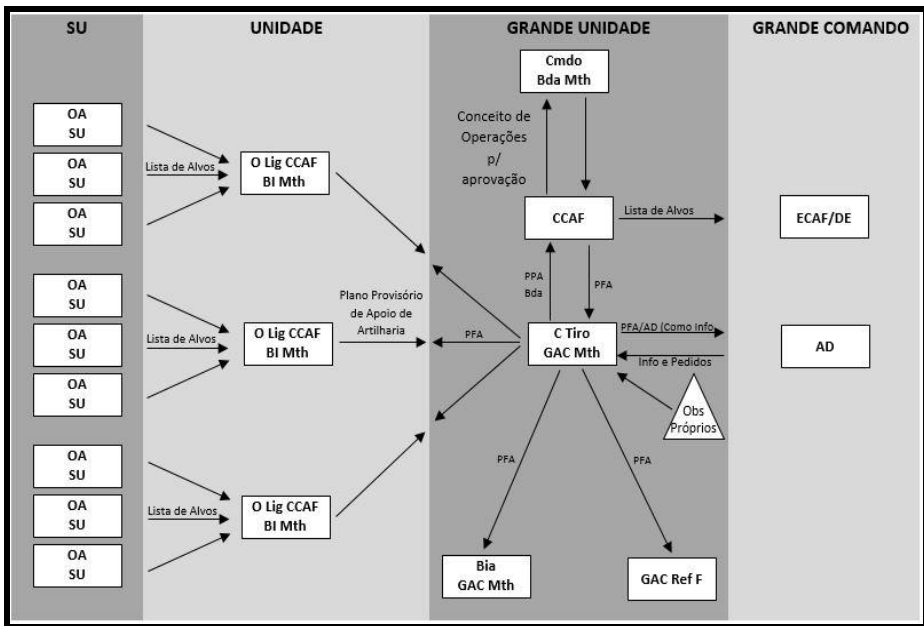 SU
UNIDADE
GRANDE UNIDADE
GRANDE COMANDO
OA
SU
OA
SU
OA
SU
Lista de Alvos
O Lig CCAF
BI Mth
OA
SU
OA
SU
OA
SU
Lista de Alvos
O Lig CCAF
BI Mth
Plano Provisório
de Apoio de
Artilharia
OA
SU
OA
SU
OA
SU
Lista de Alvos
O Lig CCAF
BI Mth
Cmdo
Bda Mth
Conceito de
Operações
p/
aprovação
CCAF
Lista de Alvos
ECAF/DE
PPA
Bda
PFA
PFA
C Tiro
GAC Mth
PFA/AD (Como Info
Info e Pedidos
AD
Obs
Próprios
PFA
PFA
Bia
GAC Mth
GAC Ref F